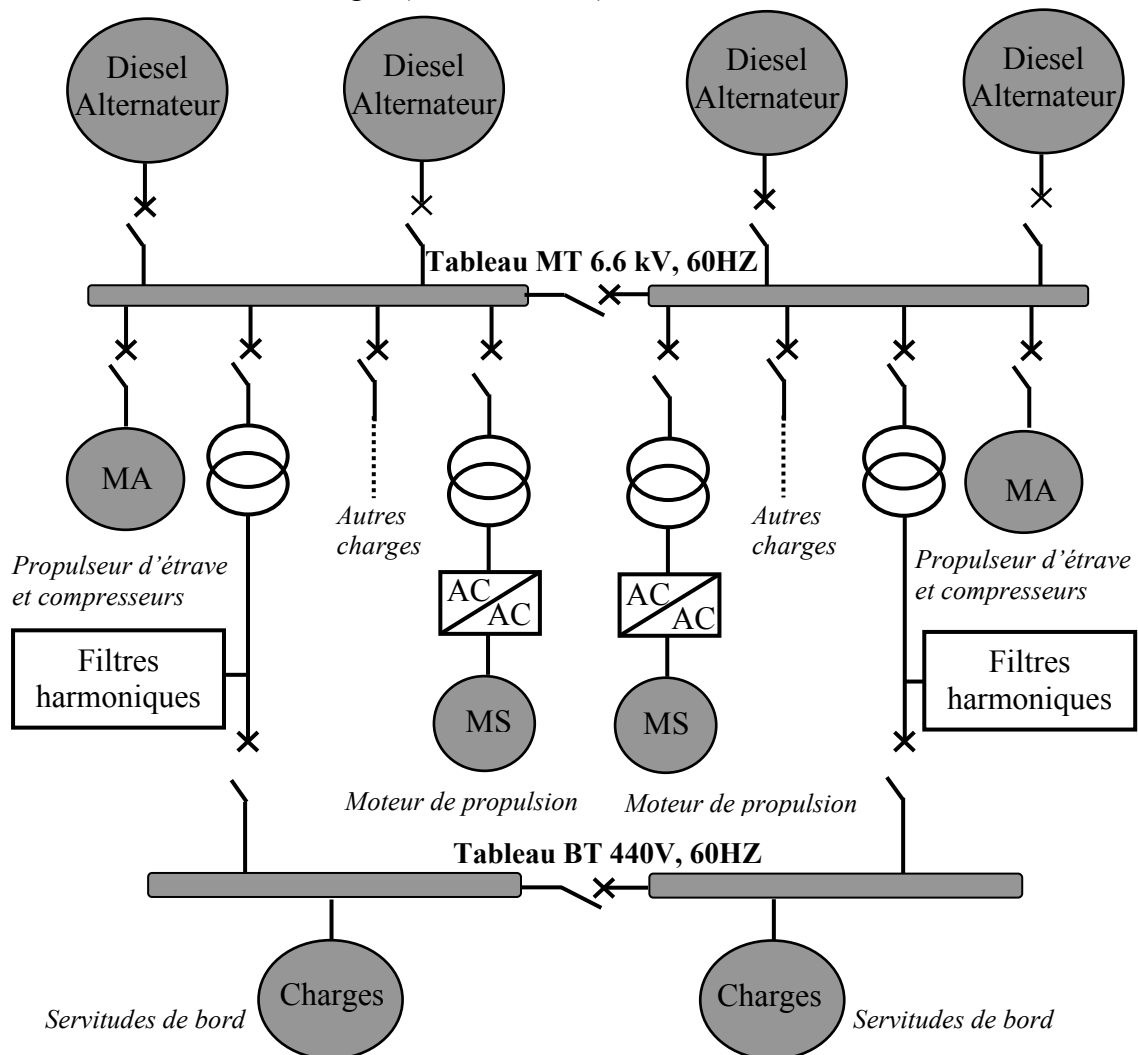 Diesel
Alternateur
Diesel
Alternateur
Diesel
Alternateur
Diesel
Alternateur
Tableau MT 6.6 kV, 60HZ
MA
Autres
charges
Autres
charges
MA
Propulseur d'étrave
et compresseurs
AC
AC
AC
AC
Propulseur d'étrave
et compresseurs
Filtres
harmoniques
MS
MS
Filtres
harmoniques
Moteur de propulsion
Moteur de propulsion
Tableau BT 440V, 60HZ
Charges
Charges
Servitudes de bord
Servitudes de bord